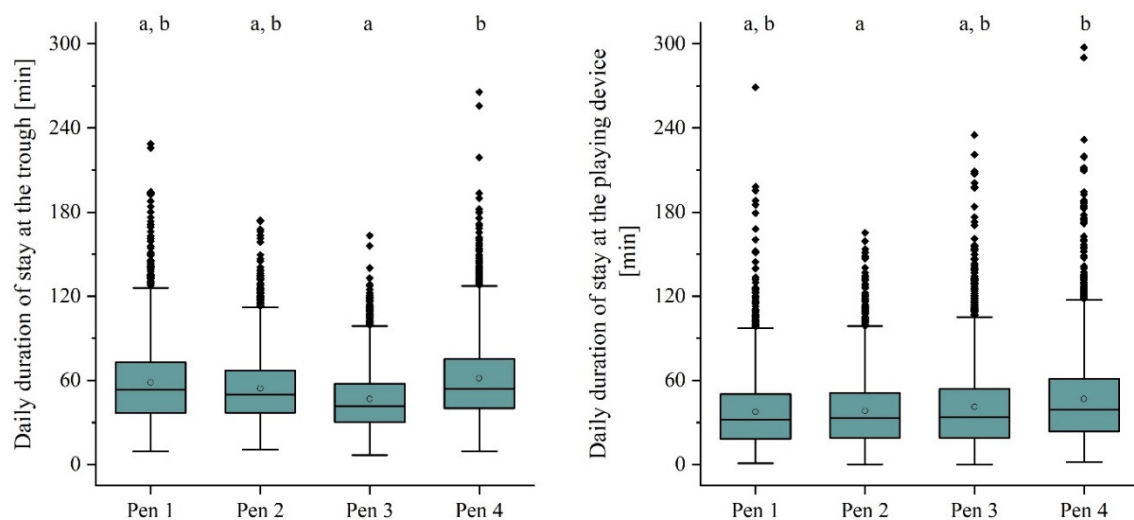 a, b a, b a b
Daily duration of stay at the trough [min]
300
240
180
120
60
0
Pen 1 Pen 2 Pen 3 Pen 4
a, b a a, b b
Daily duration of stay at the playing device
[min]
300
240
180
120
60
0
Pen 1 Pen 2 Pen 3 Pen 4